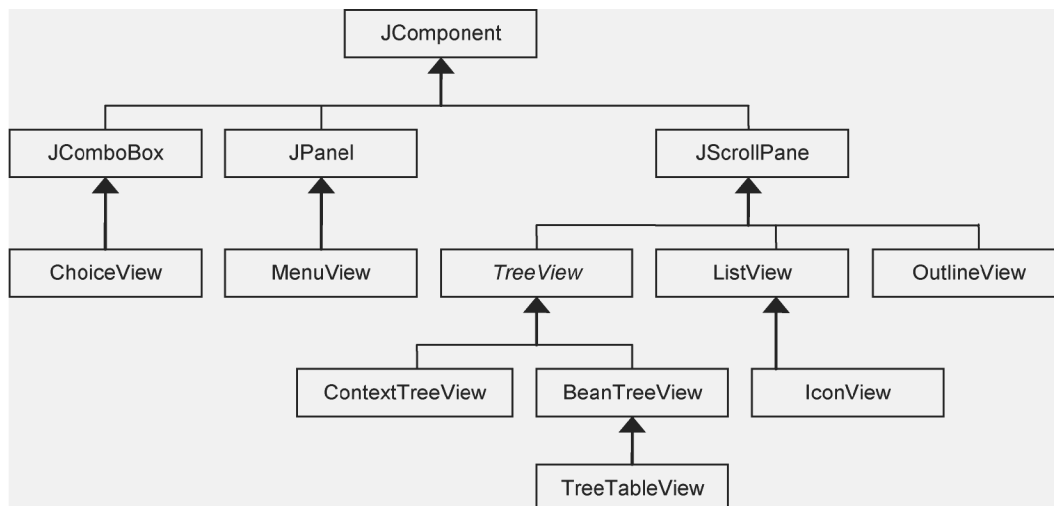 JComponent
JComboBox
JPanel
JScrollPane
ChoiceView
MenuView
TreeView
ListView
OutlineView
ContextTreeView
BeanTreeView
IconView
TreeTableView